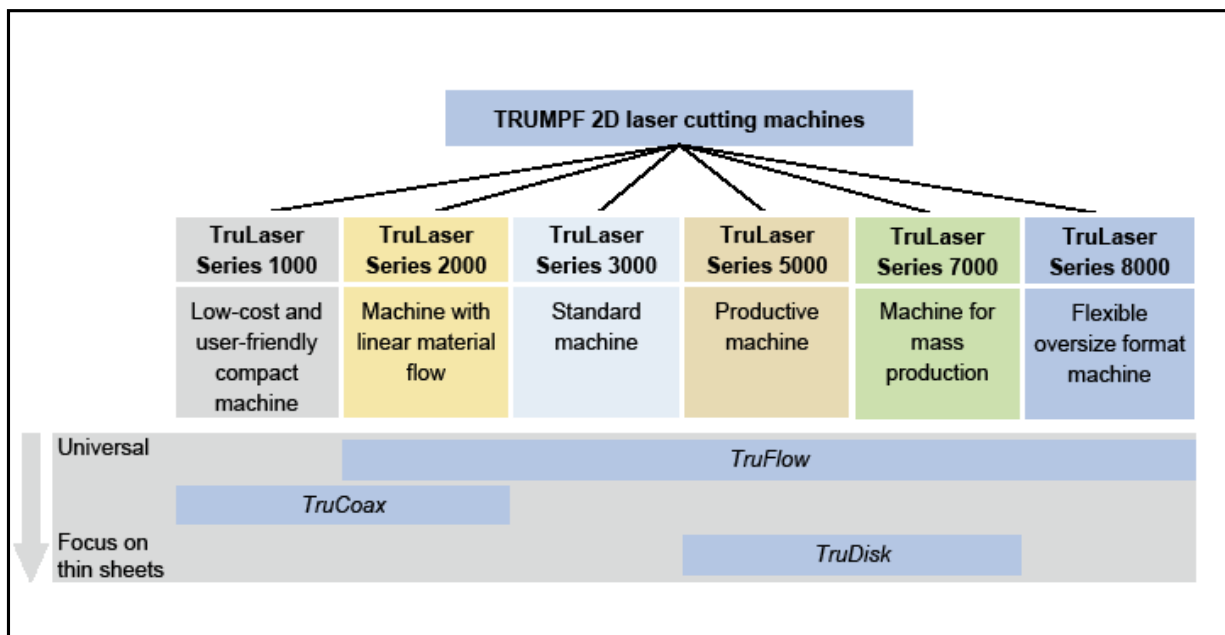 TRUMPF 2D laser cutting machines
TruLaser
Series 1000
TruLaser
Series 2000
TruLaser
Series 3000
TruLaser
Series 5000
TruLaser
Series 7000
TruLaser
Series 8000
Low-cost and
user-friendly
compact
machine
Machine with
linear material
flow
Standard
machine
Productive
machine
Machine for
mass
production
Flexible
oversize format
machine
Universal
TruFlow
TruCoax
Focus on
thin sheets
TruDisk